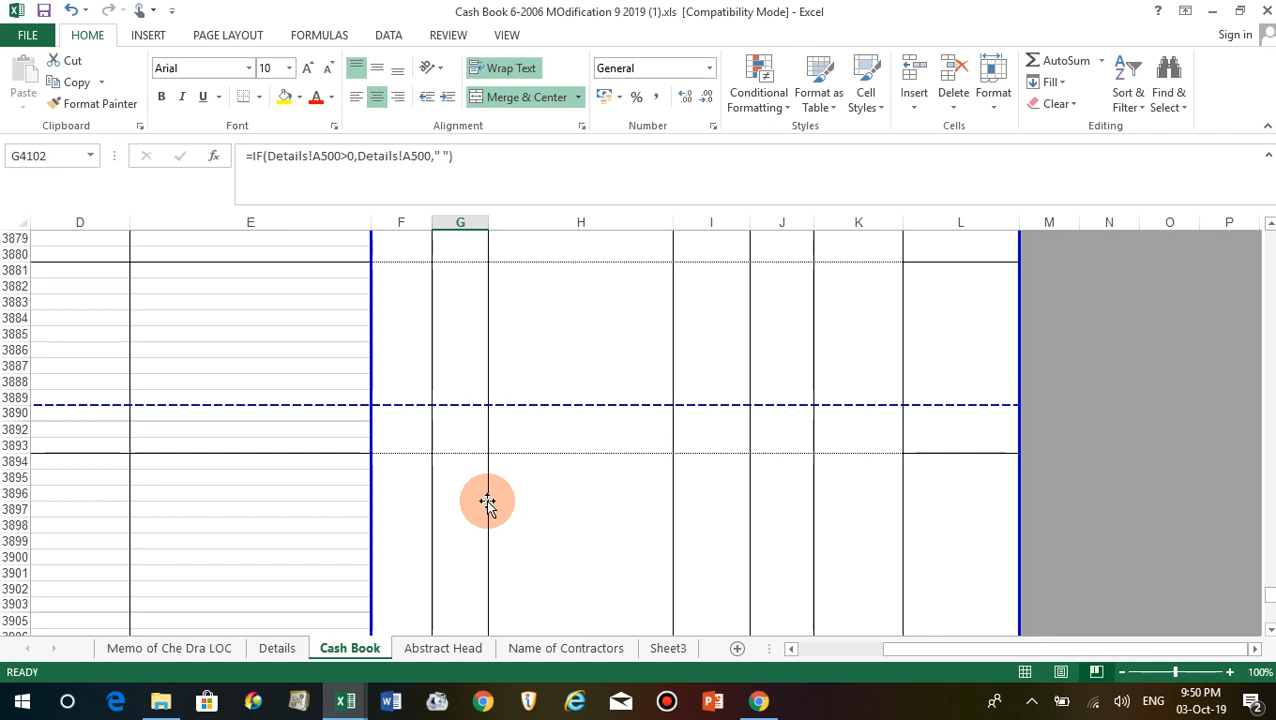 Cash Book 6-2006 MOdification 9 2019 (1).xls [Compatibility Mode] - Excel
Sign in
FILE HOME INSERT PAGE LAYOUT FORMULAS DATA REVIEW VIEW
Paste
Cut
Copy
Format Painter
Clipboard
Arial 10
B I U
Font
Wrap Text
Merge & Center
Alignment
General
%
Number
Conditional Formatting
Format as Table
Cell Styles
Styles
Insert
Delete
Format
Cells
AutoSum
Fill
Clear
Sort & Filter
Find & Select
Editing
G4102
=IF(Details!A500>0,Details!A500," ")
D E F G H I J K L M N O P
3879
3880
3881
3882
3883
3884
3885
3886
3887
3888
3889
3890
3892
3893
3894
3895
3896
3897
3898
3899
3900
3901
3902
3903
3905
Memo of Che Dra LOC Details Cash Book Abstract Head Name of Contractors Sheet3
READY
100%
ENG
9:50 PM
03-Oct-19
2